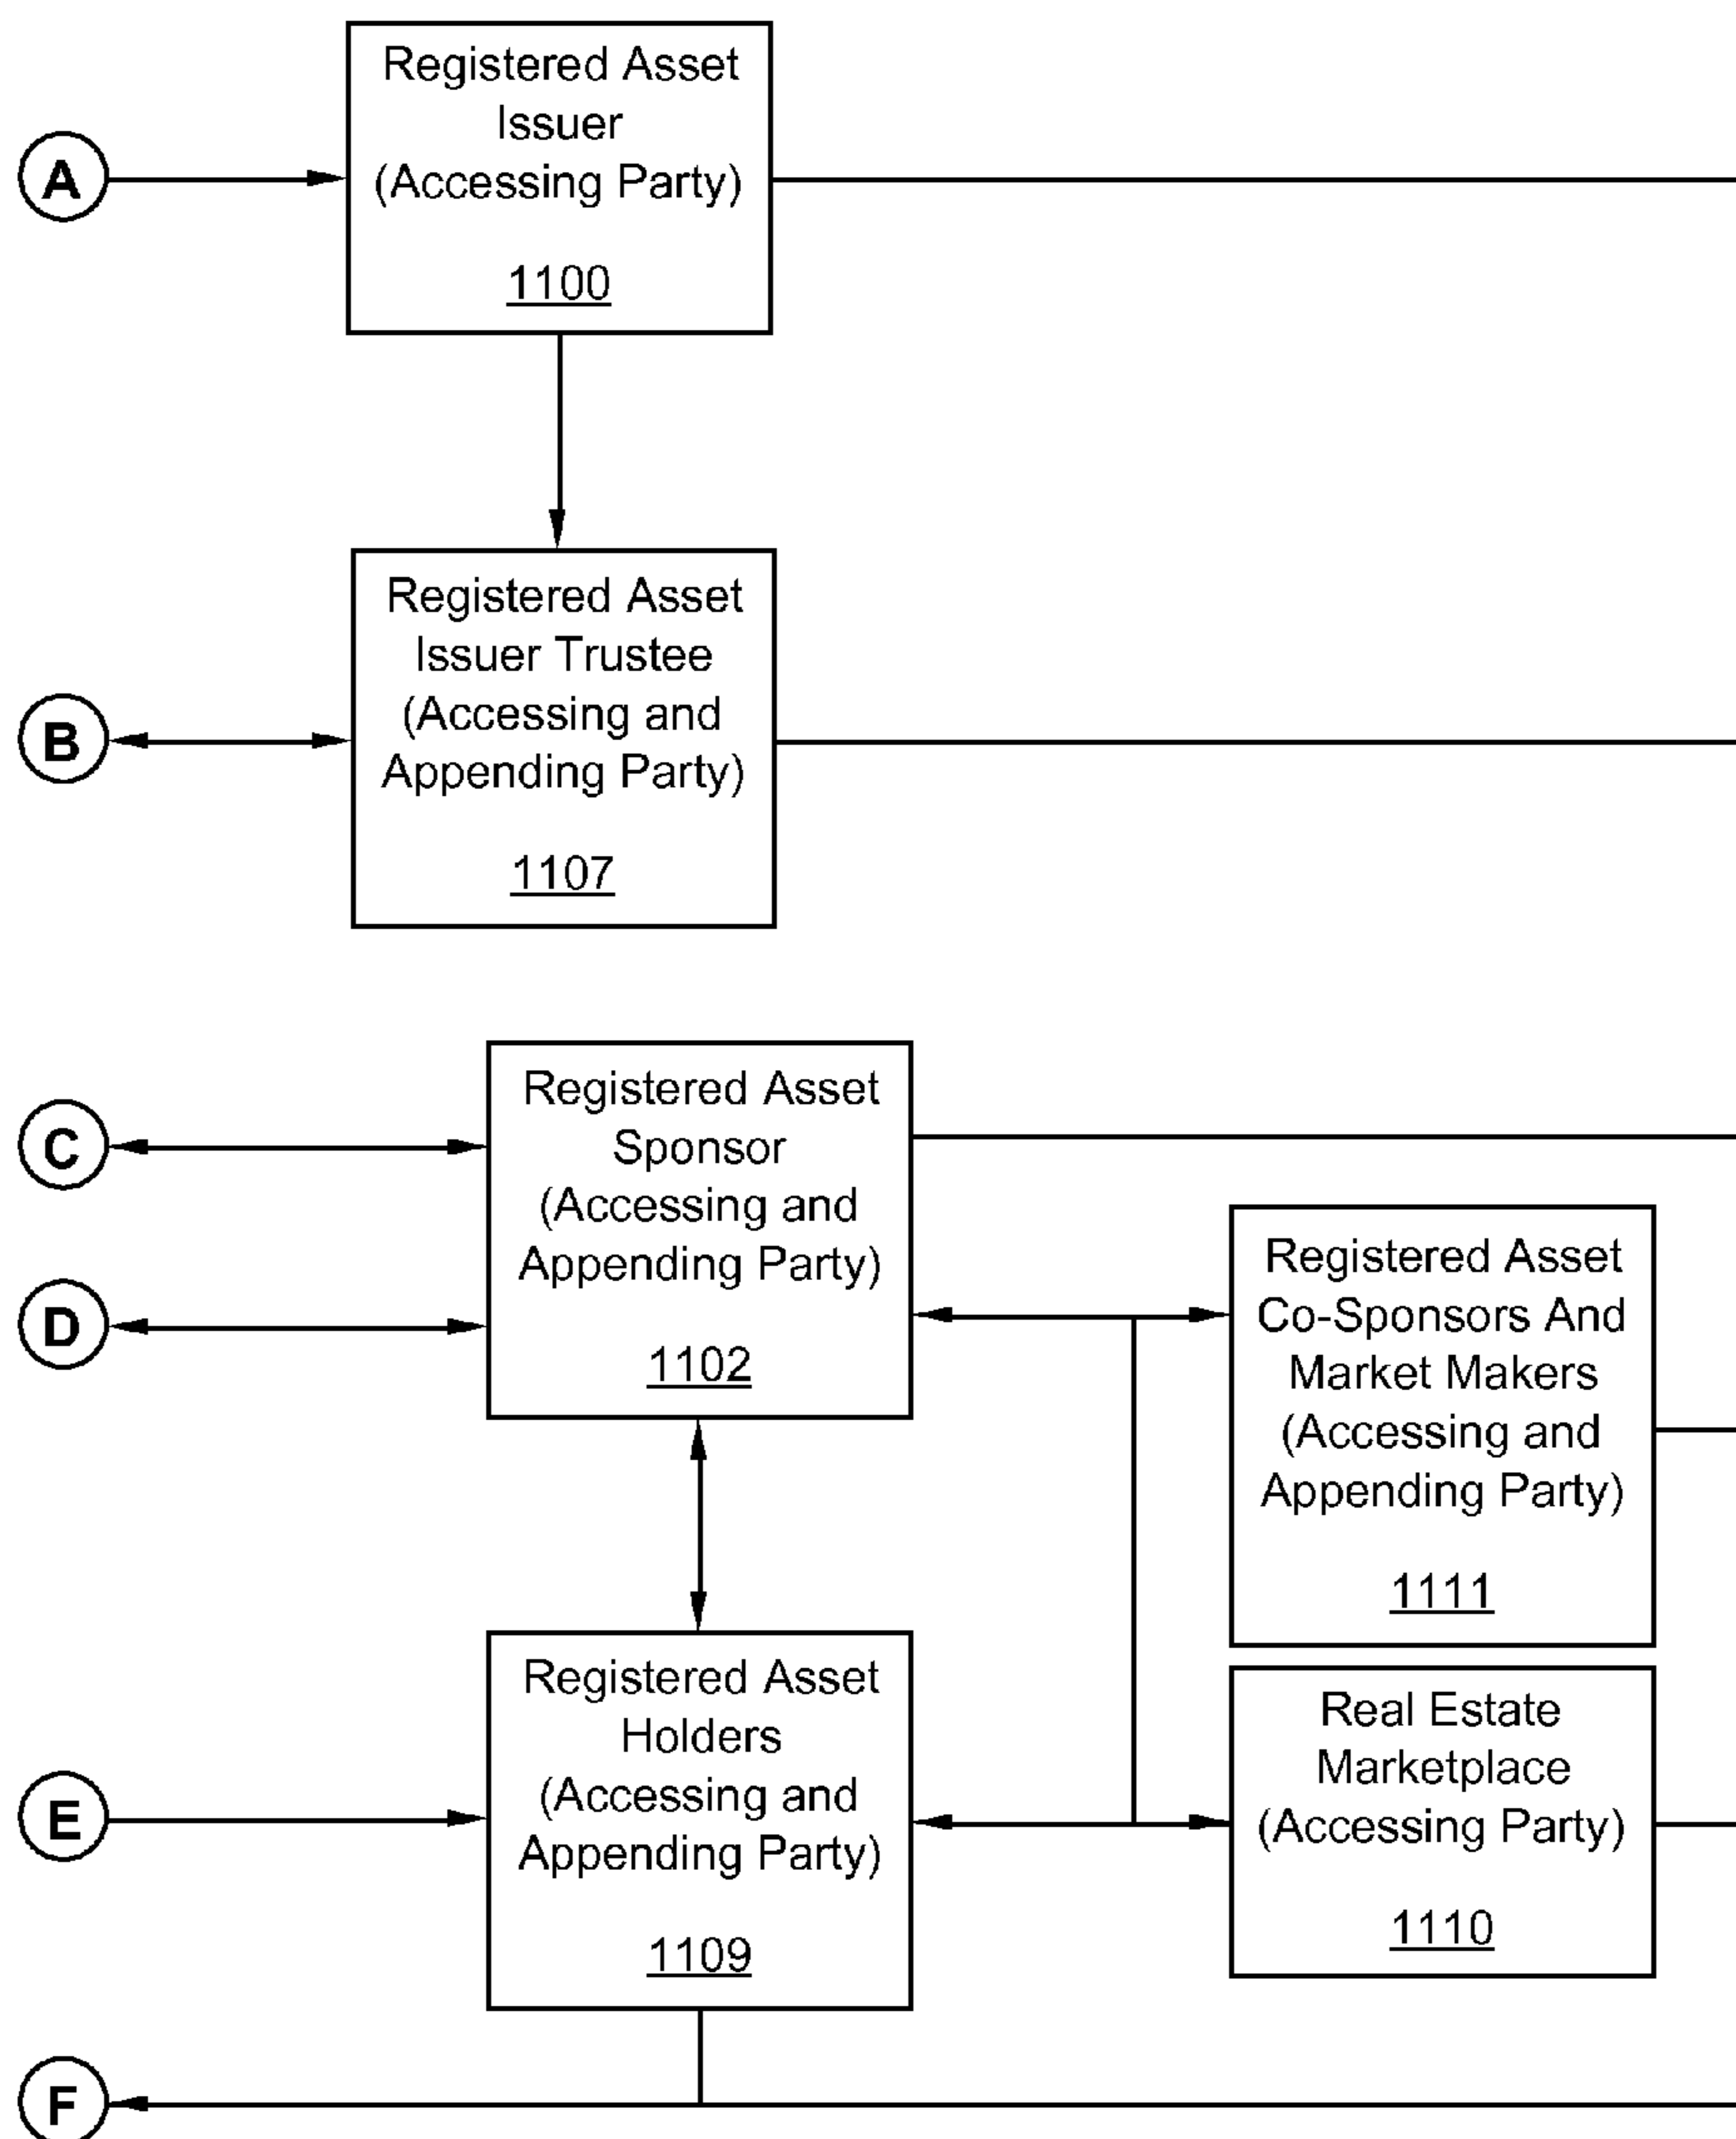 A
Registered Asset
Issuer
(Accessing Party)
1100
B
Registered Asset
Issuer Trustee
(Accessing and
Appending Party)
1107
C
D
Registered Asset
Sponsor
(Accessing and
Appending Party)
1102
Registered Asset
Co-Sponsors And
Market Makers
(Accessing and
Appending Party)
1111
E
Registered Asset
Holders
(Accessing and
Appending Party)
1109
Real Estate
Marketplace
(Accessing Party)
1110
F